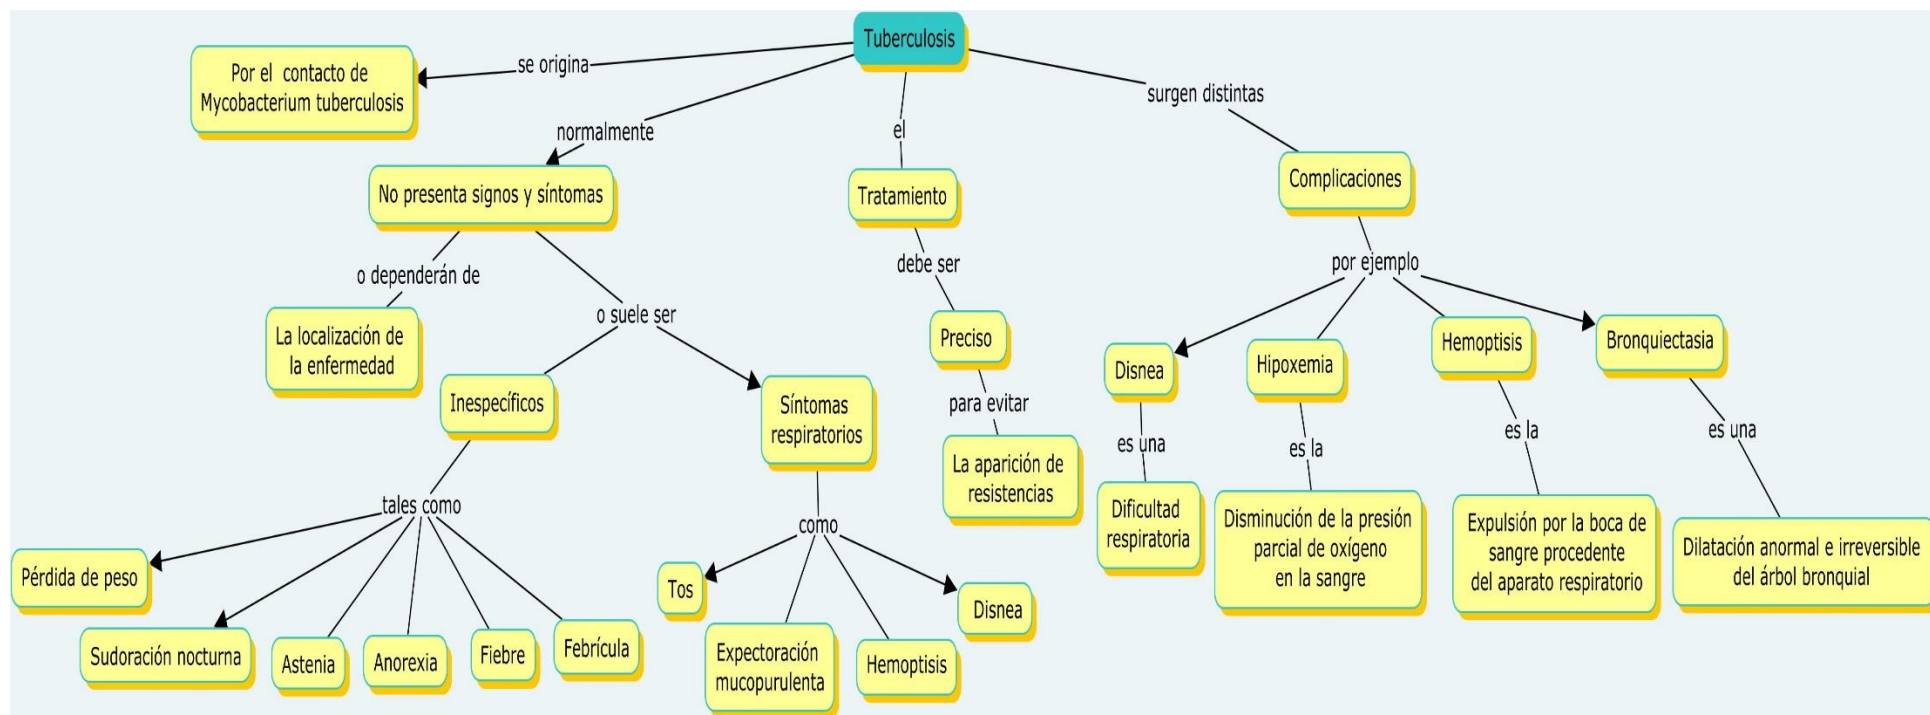 Tuberculosis
se origina
Por el contacto de
Mycobacterium tuberculosis
normalmente
No presenta signos y síntomas
o dependerán de
La localización de
la enfermedad
o suele ser
Inespecíficos
tales como
Pérdida de peso
Sudoración nocturna
Astenia
Anorexia
Fiebre
Febrícula
Síntomas
respiratorios
como
Tos
Expectoración
mucopurulenta
Hemoptisis
Disnea
el
Tratamiento
debe ser
Preciso
para evitar
La aparición de
resistencias
surgen distintas
Complicaciones
por ejemplo
Disnea
es una
Dificultad
respiratoria
Hipoxemia
es la
Disminución de la presión
parcial de oxígeno
en la sangre
Hemoptisis
es la
Expulsión por la boca de
sangre procedente
del aparato respiratorio
Bronquiectasia
es una
Dilatación anormal e irreversible
del árbol bronquial